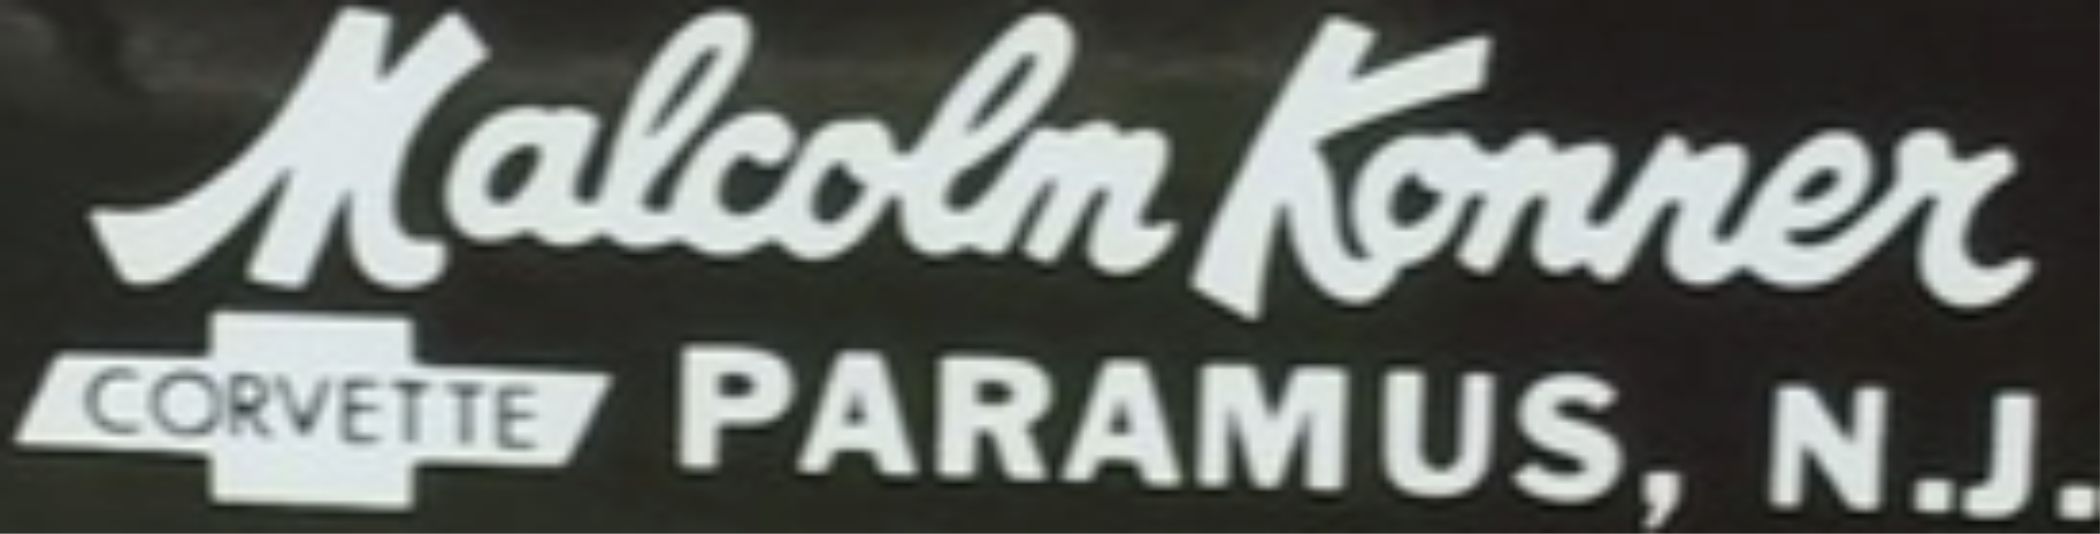 Malcolm Konner
CORVETTE PARAMUS, N.J.